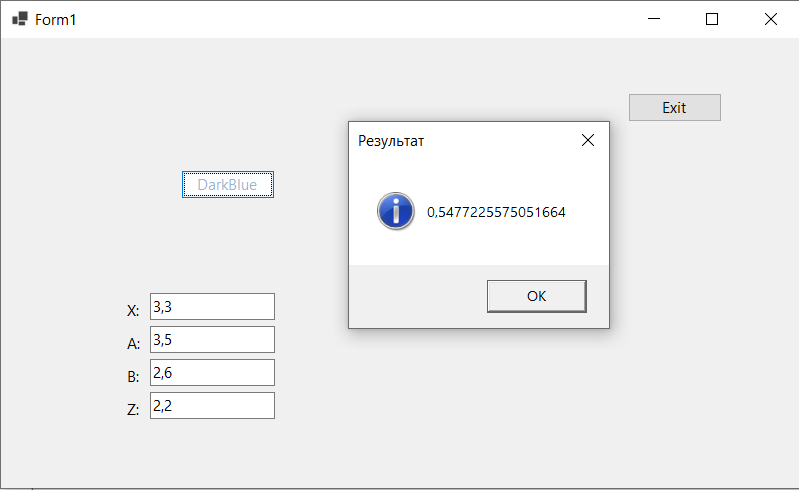 Form1
Exit
Результат
DarkBlue
0,5477225575051664
OK
X: 3,3
A: 3,5
B: 2,6
Z: 2,2